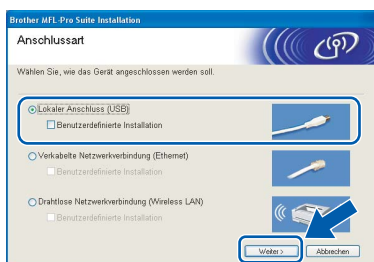 Brother MFL-Pro Suite Installation
Anschlussart
Wählen Sie, wie das Gerät angeschlossen werden soll.
Lokaler Anschluss (USB)
Benutzerdefinierte Installation
Verkabelte Netzwerkverbindung (Ethernet)
Benutzerdefinierte Installation
Drahtlose Netzwerkverbindung (Wireless LAN)
Benutzerdefinierte Installation
Weiter >
Abbrechen